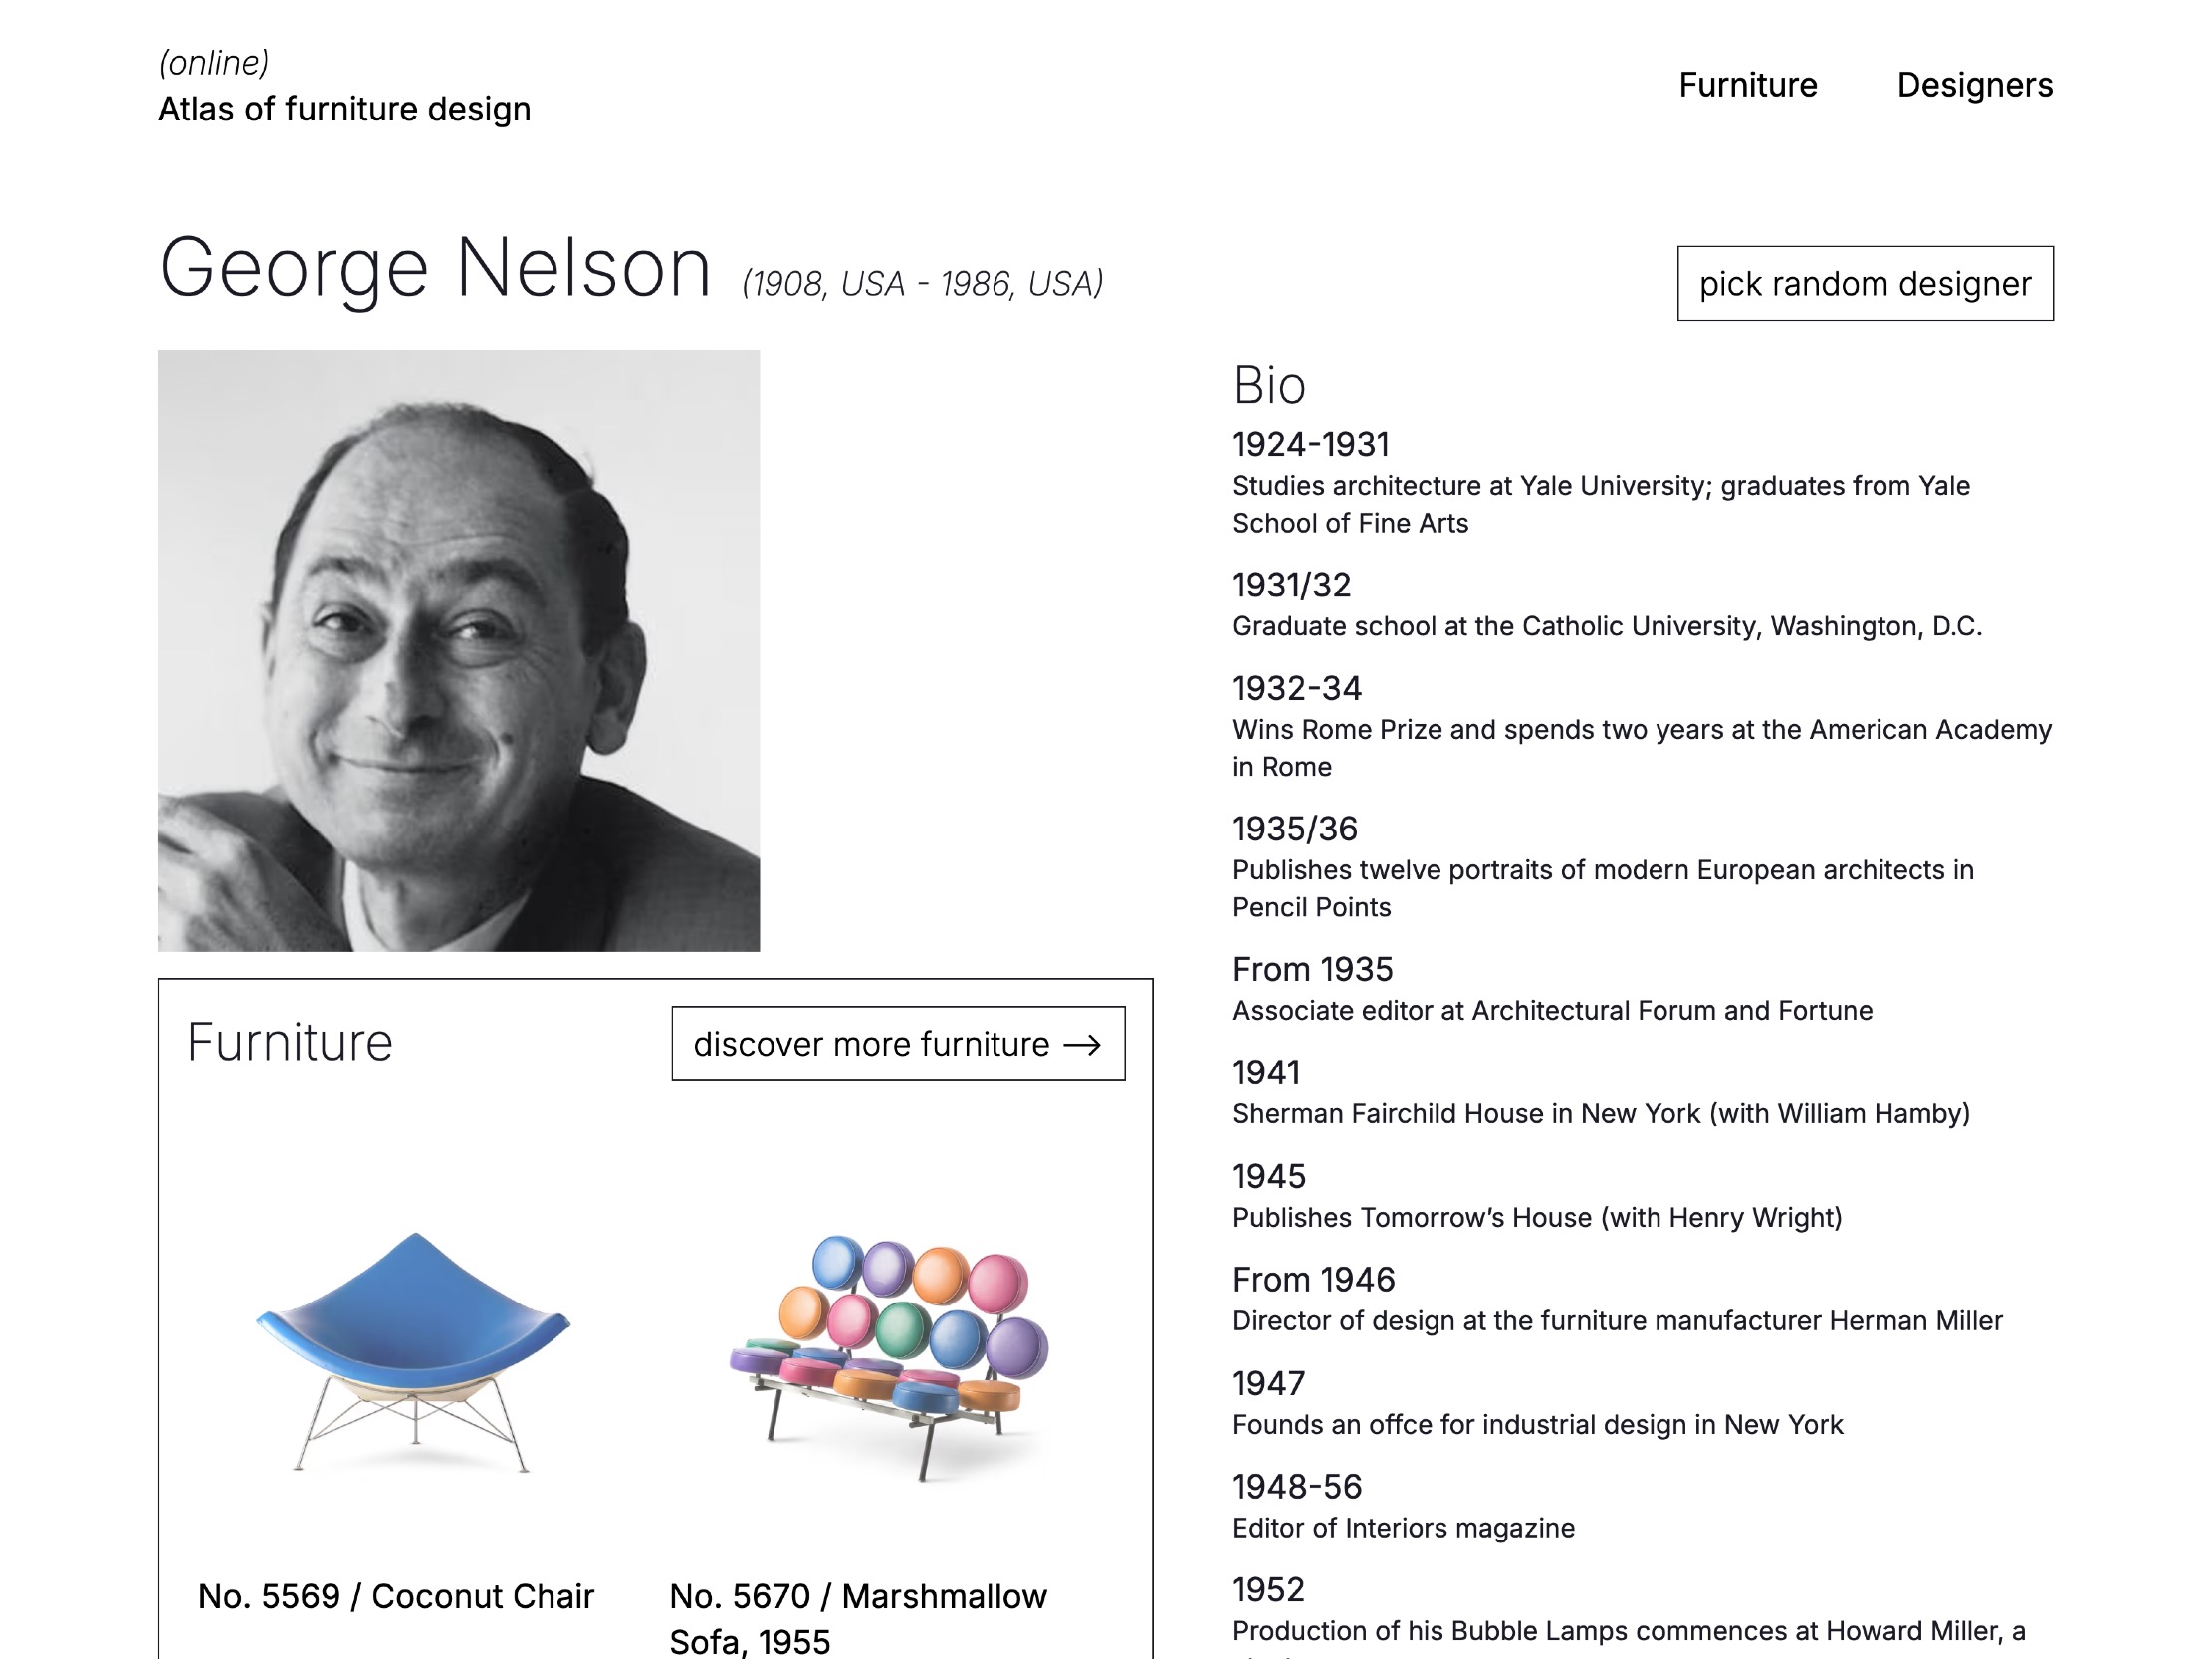 (online)
Atlas of furniture design
Furniture
Designers
George Nelson (1908, USA - 1986, USA)
pick random designer
Furniture
discover more furniture →
No. 5569 / Coconut Chair
No. 5670 / Marshmallow
Sofa, 1955
Bio
1924-1931
Studies architecture at Yale University; graduates from Yale
School of Fine Arts
1931/32
Graduate school at the Catholic University, Washington, D.C.
1932-34
Wins Rome Prize and spends two years at the American Academy
in Rome
1935/36
Publishes twelve portraits of modern European architects in
Pencil Points
From 1935
Associate editor at Architectural Forum and Fortune
1941
Sherman Fairchild House in New York (with William Hamby)
1945
Publishes Tomorrow’s House (with Henry Wright)
From 1946
Director of design at the furniture manufacturer Herman Miller
1947
Founds an offce for industrial design in New York
1948-56
Editor of Interiors magazine
1952
Production of his Bubble Lamps commences at Howard Miller, a